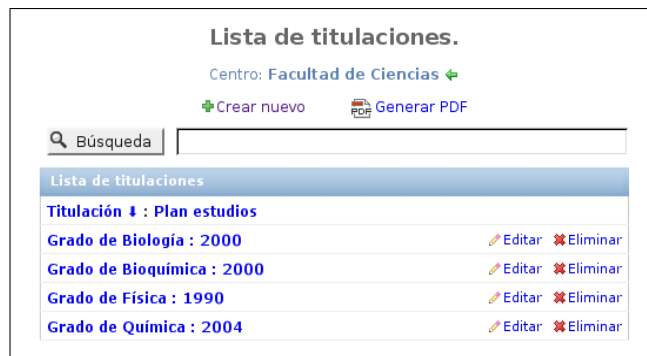 Lista de titulaciones.
Centro: Facultad de Ciencias
Crear nuevo PDF Generar PDF
Búsqueda
Lista de titulaciones
Titulación ⬇ : Plan estudios
Grado de Biología : 2000 Editar Eliminar
Grado de Bioquímica : 2000 Editar Eliminar
Grado de Física : 1990 Editar Eliminar
Grado de Química : 2004 Editar Eliminar